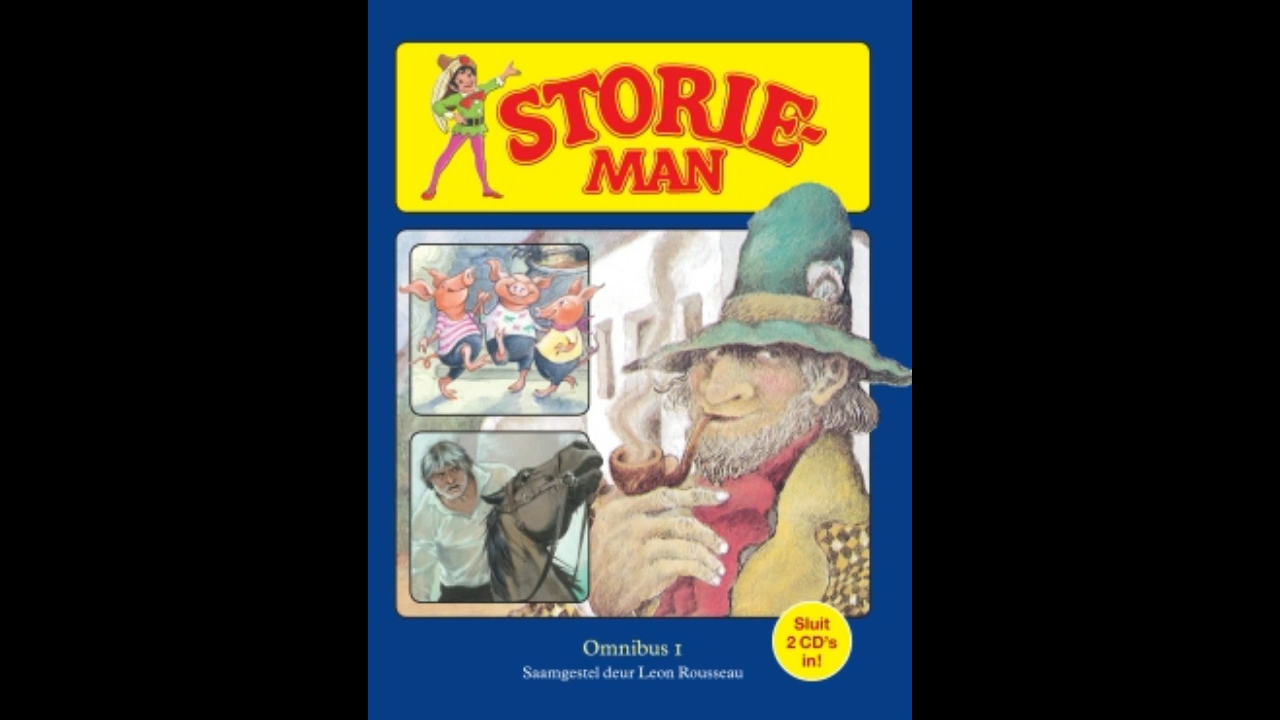 STORIE-
MAN
Omnibus 1
Saamgestel deur Leon Rousseau
Sluit
2 CD's
in!